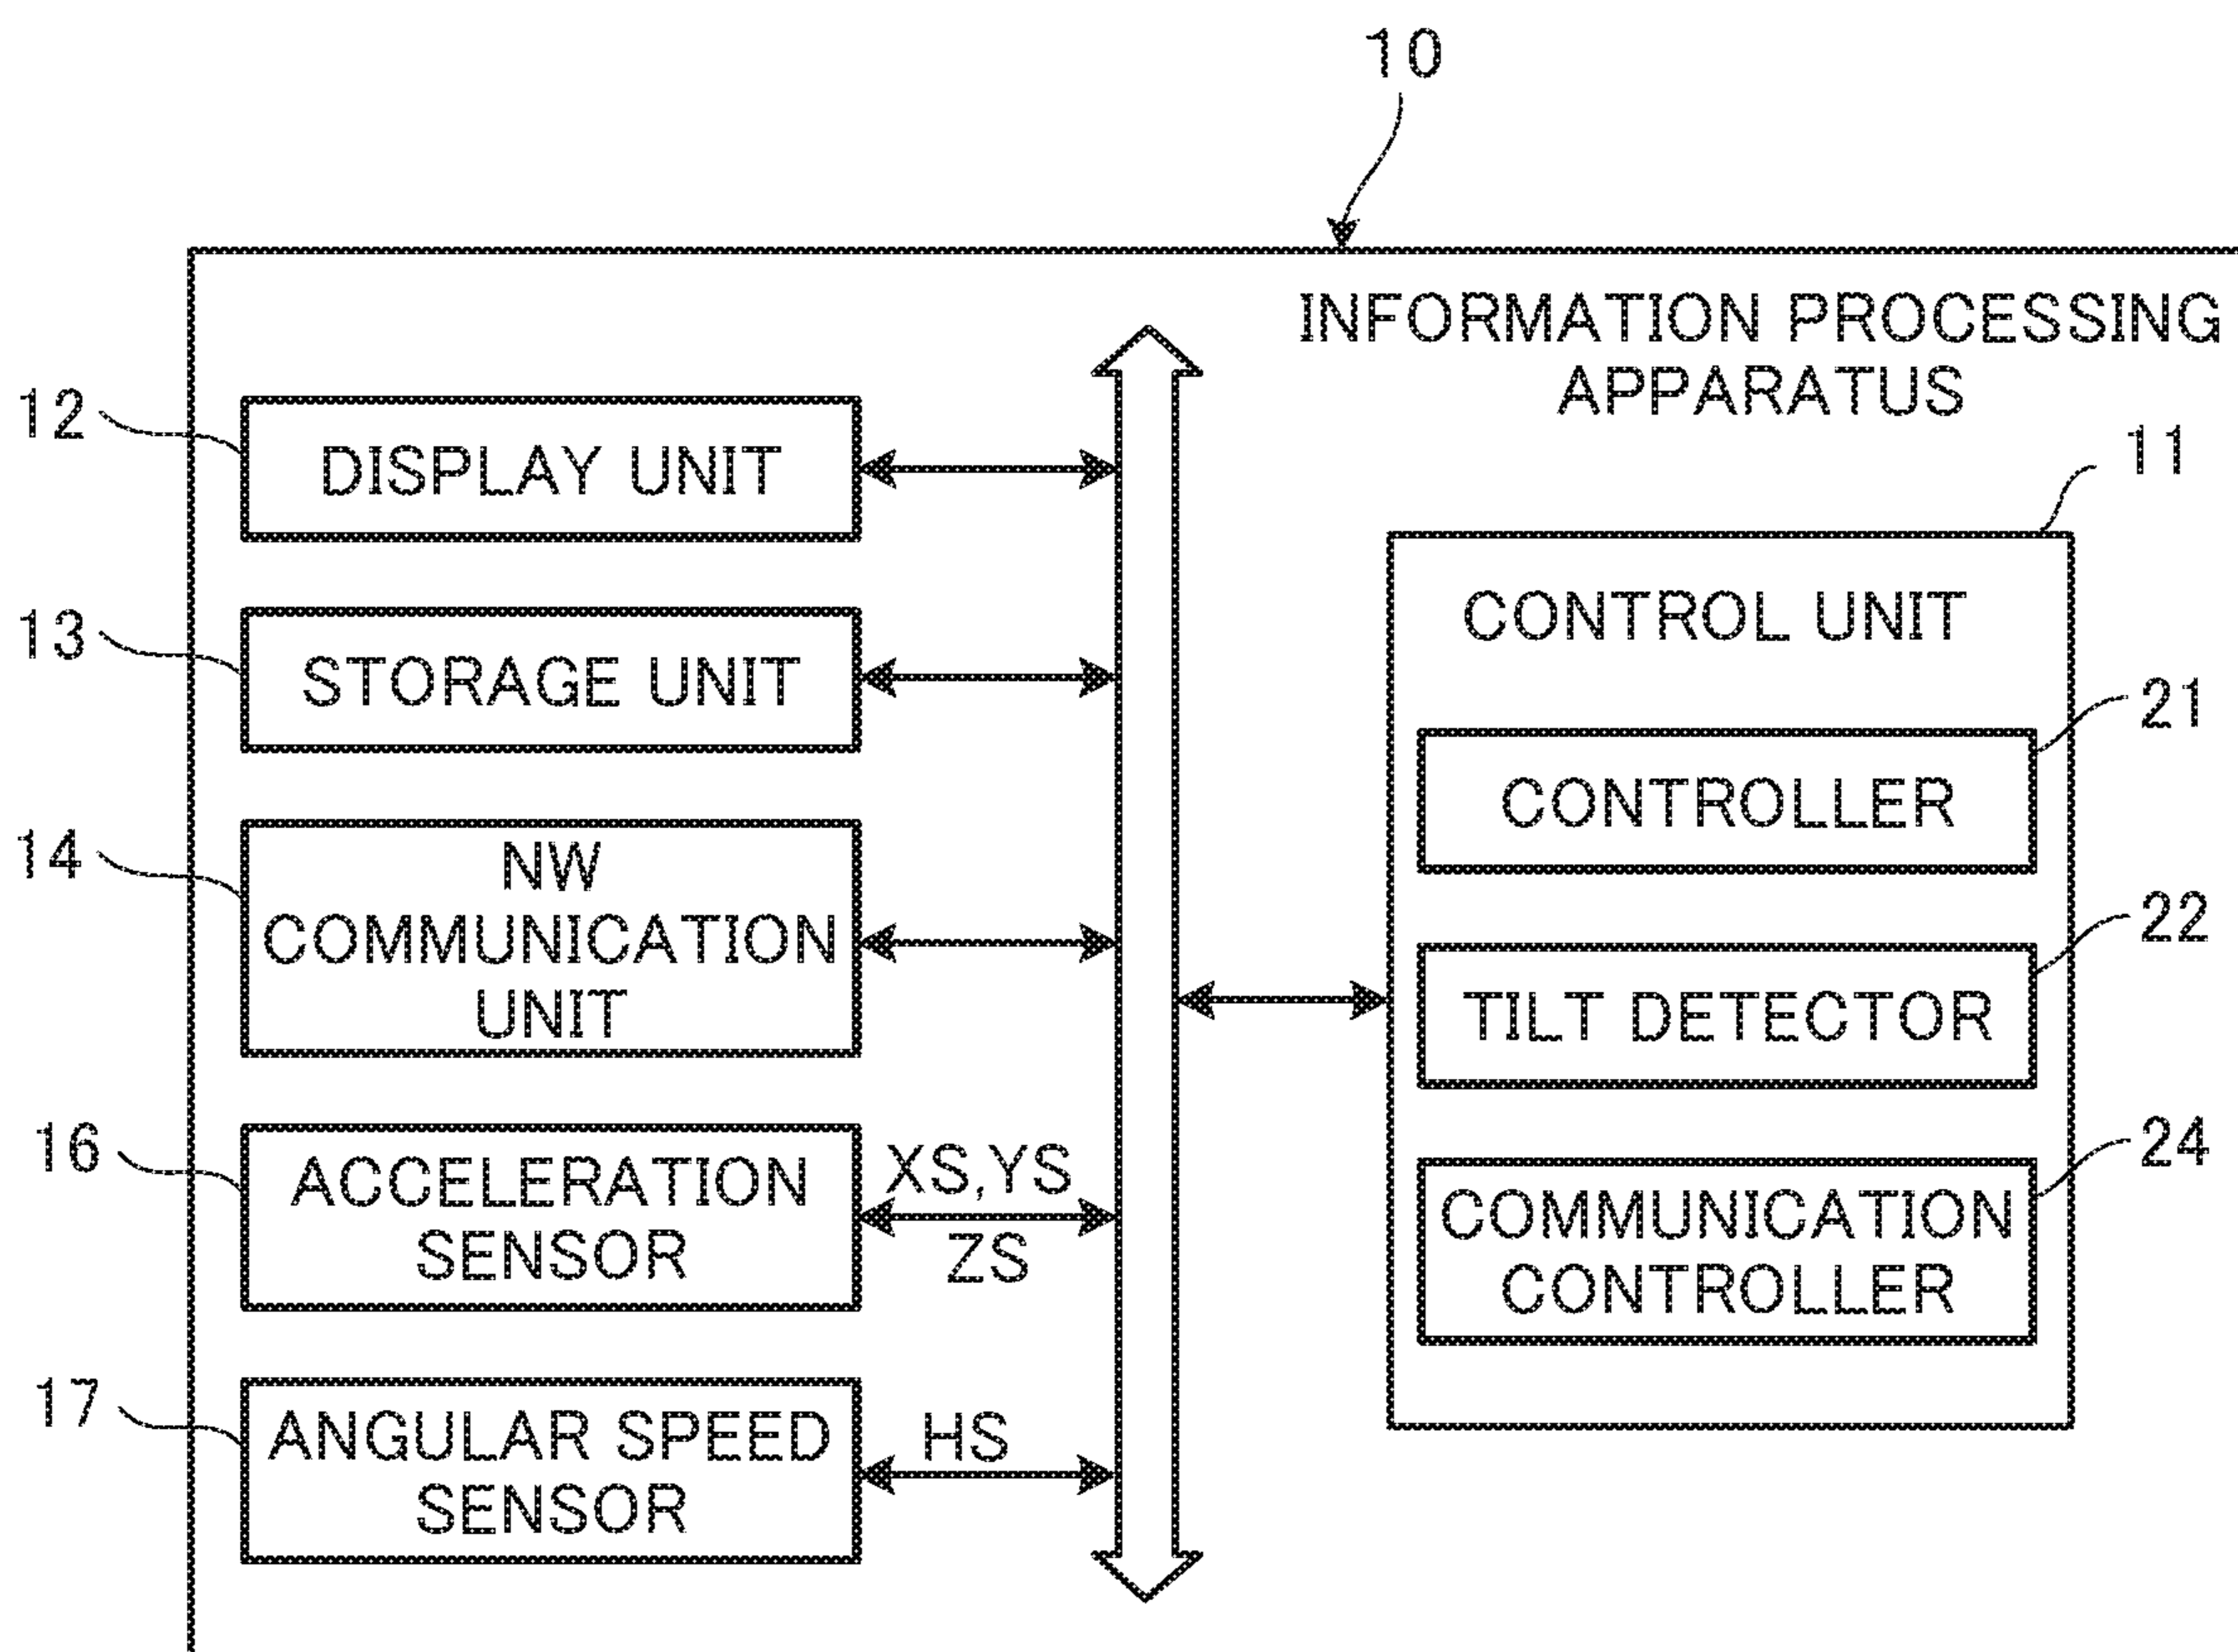 10
INFORMATION PROCESSING
APPARATUS
12
DISPLAY UNIT
13
STORAGE UNIT
14
NW
COMMUNICATION
UNIT
16
ACCELERATION
SENSOR
XS,YS
ZS
17
ANGULAR SPEED
SENSOR
HS
11
CONTROL UNIT
21
CONTROLLER
22
TILT DETECTOR
24
COMMUNICATION
CONTROLLER